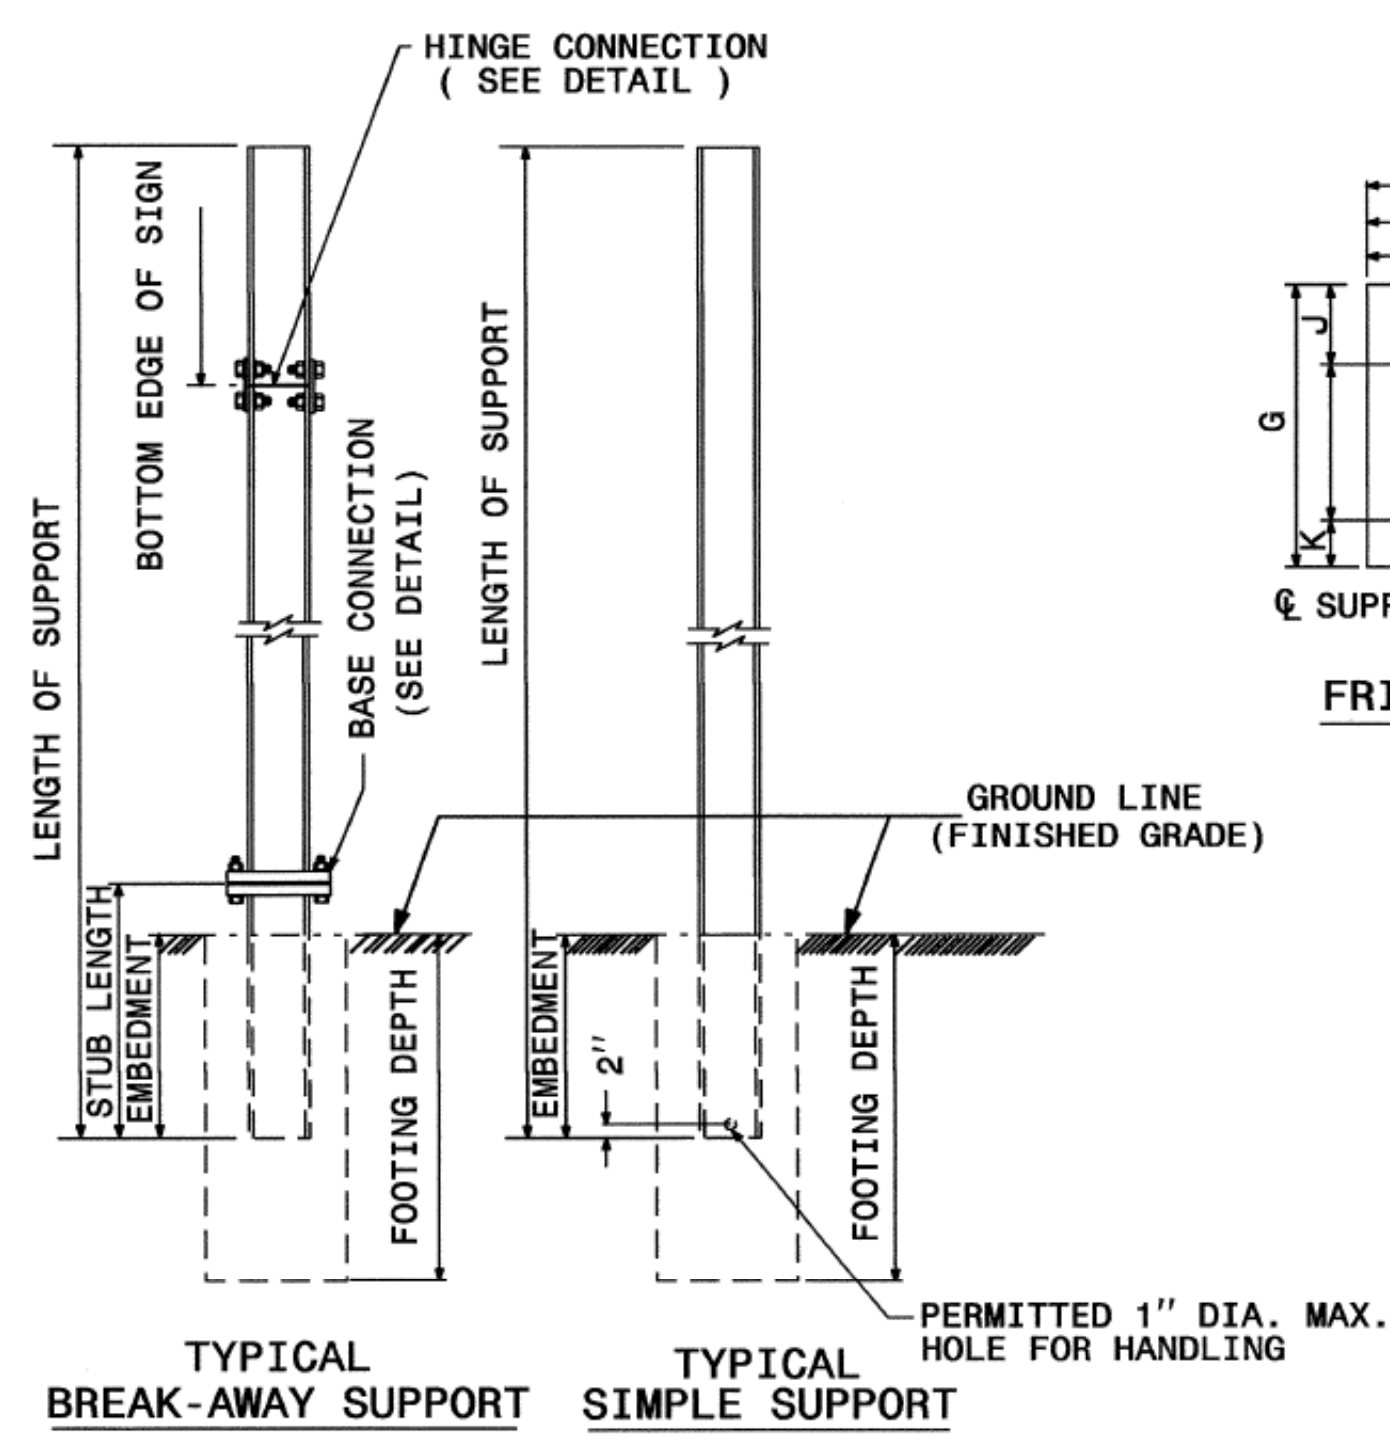 HINGE CONNECTION
( SEE DETAIL )
BOTTOM EDGE OF SIGN
LENGTH OF SUPPORT
BASE CONNECTION
(SEE DETAIL)
STUB LENGTH
EMBEDMENT
FOOTING DEPTH
LENGTH OF SUPPORT
GROUND LINE
(FINISHED GRADE)
EMBEDMENT
2"
FOOTING DEPTH
PERMITTED 1" DIA. MAX.
HOLE FOR HANDLING
TYPICAL
BREAK-AWAY SUPPORT
TYPICAL
SIMPLE SUPPORT
J
G
K
℄ SUPP
FRI